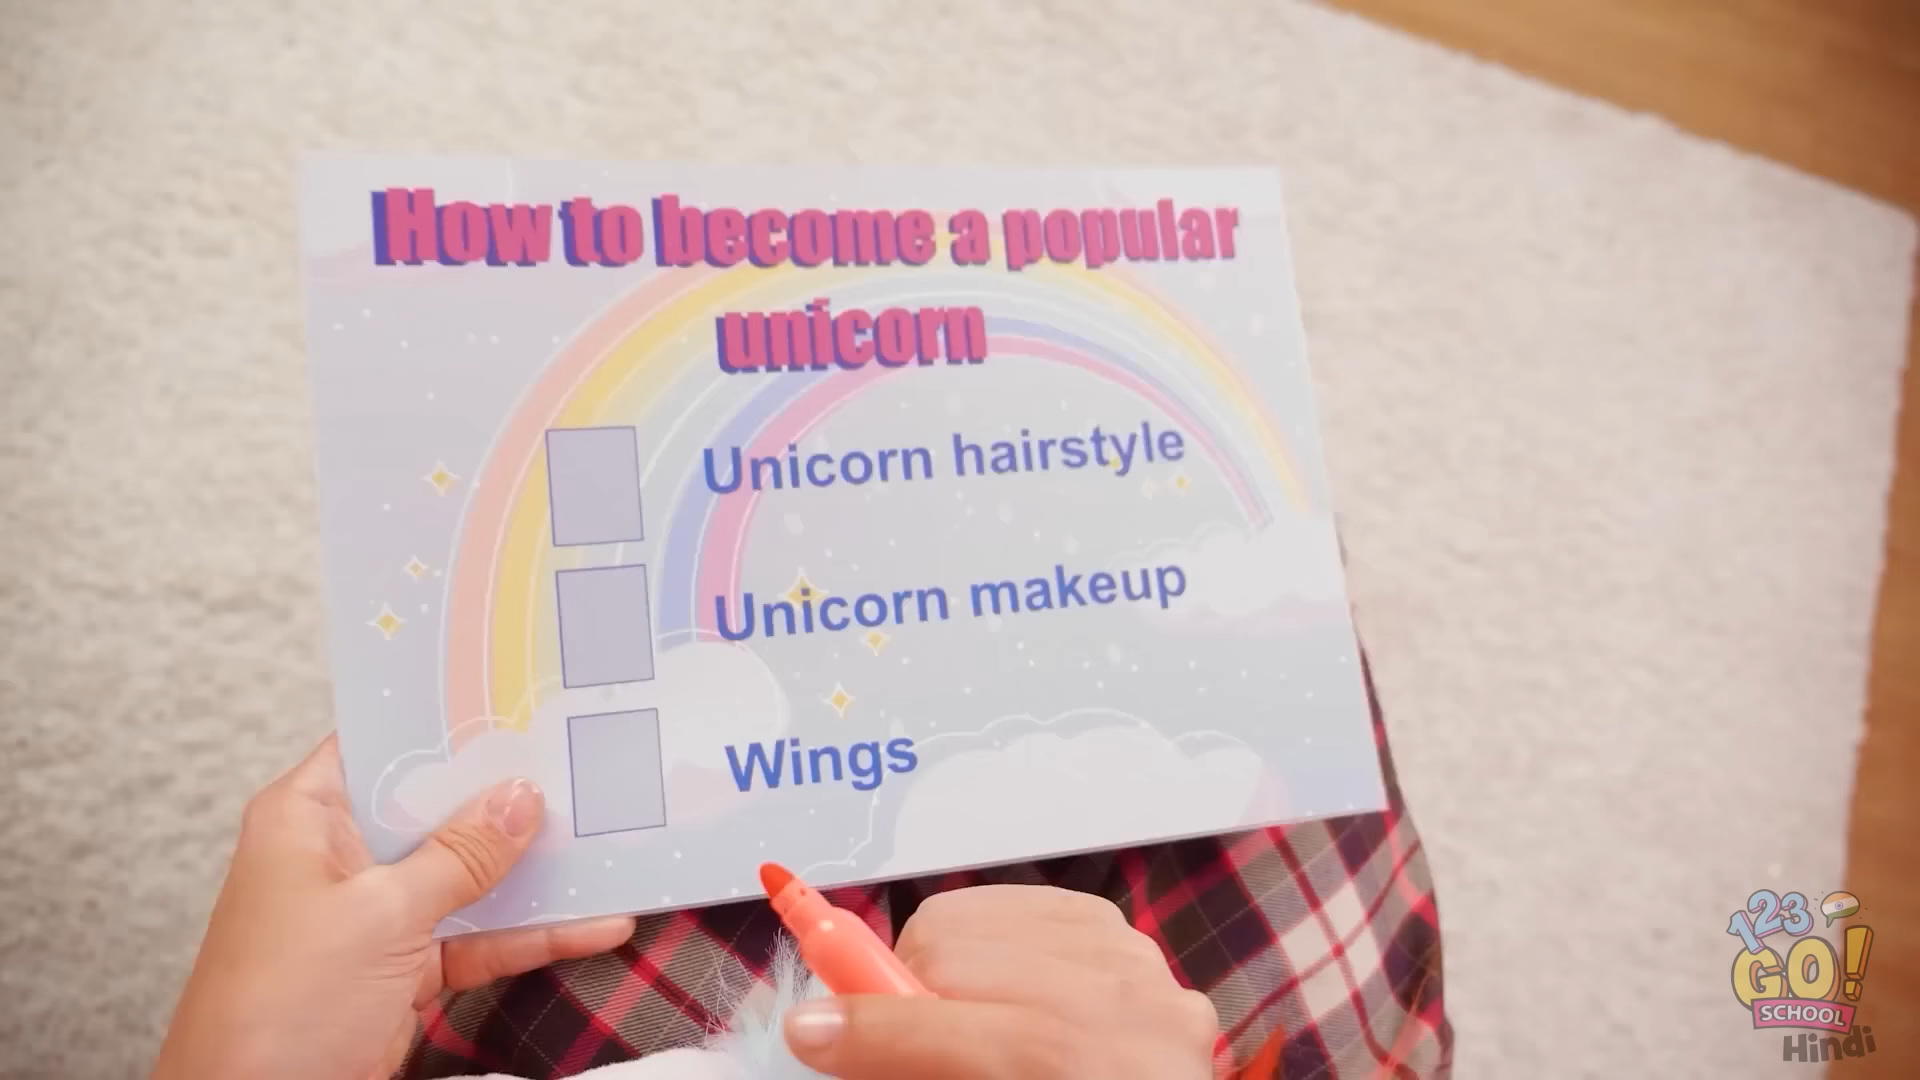 How to become a popular
unicorn
Unicorn hairstyle
Unicorn makeup
Wings
123
GO!
SCHOOL
Hindi